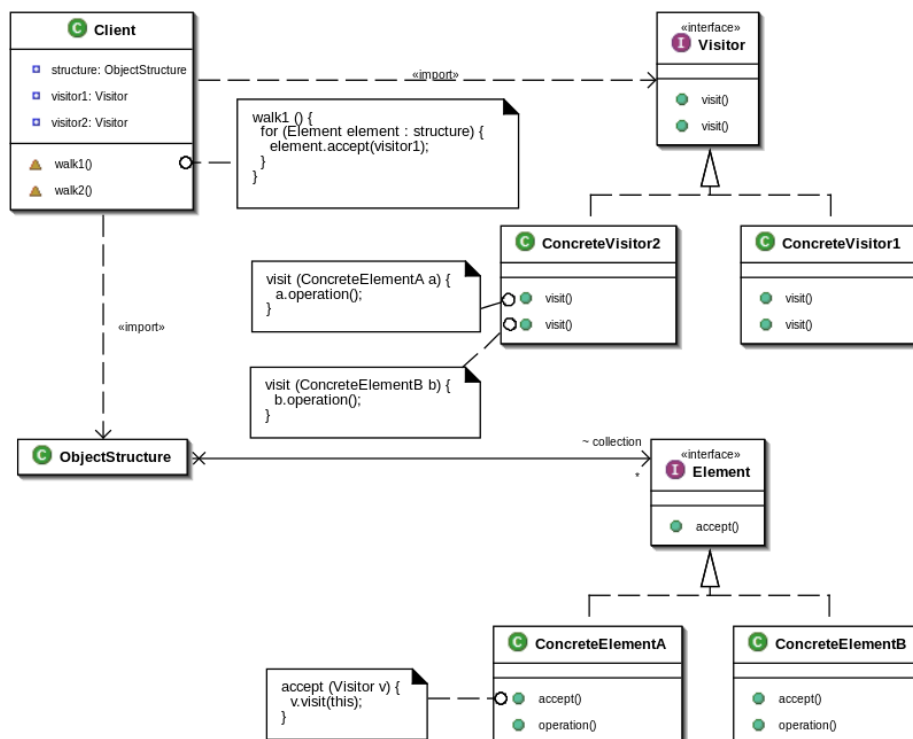 C Client
structure: ObjectStructure
visitor1: Visitor
visitor2: Visitor
walk1()
walk2()
«import»
walk1 () {
for (Element element : structure) {
element.accept(visitor1);
}
}
«interface»
I Visitor
visit()
visit()
C ConcreteVisitor2
visit()
visit()
C ConcreteVisitor1
visit()
visit()
visit (ConcreteElementA a) {
a.operation();
}
visit (ConcreteElementB b) {
b.operation();
}
«import»
C ObjectStructure
~ collection
*
«interface»
I Element
accept()
C ConcreteElementA
accept()
operation()
C ConcreteElementB
accept()
operation()
accept (Visitor v) {
v.visit(this);
}